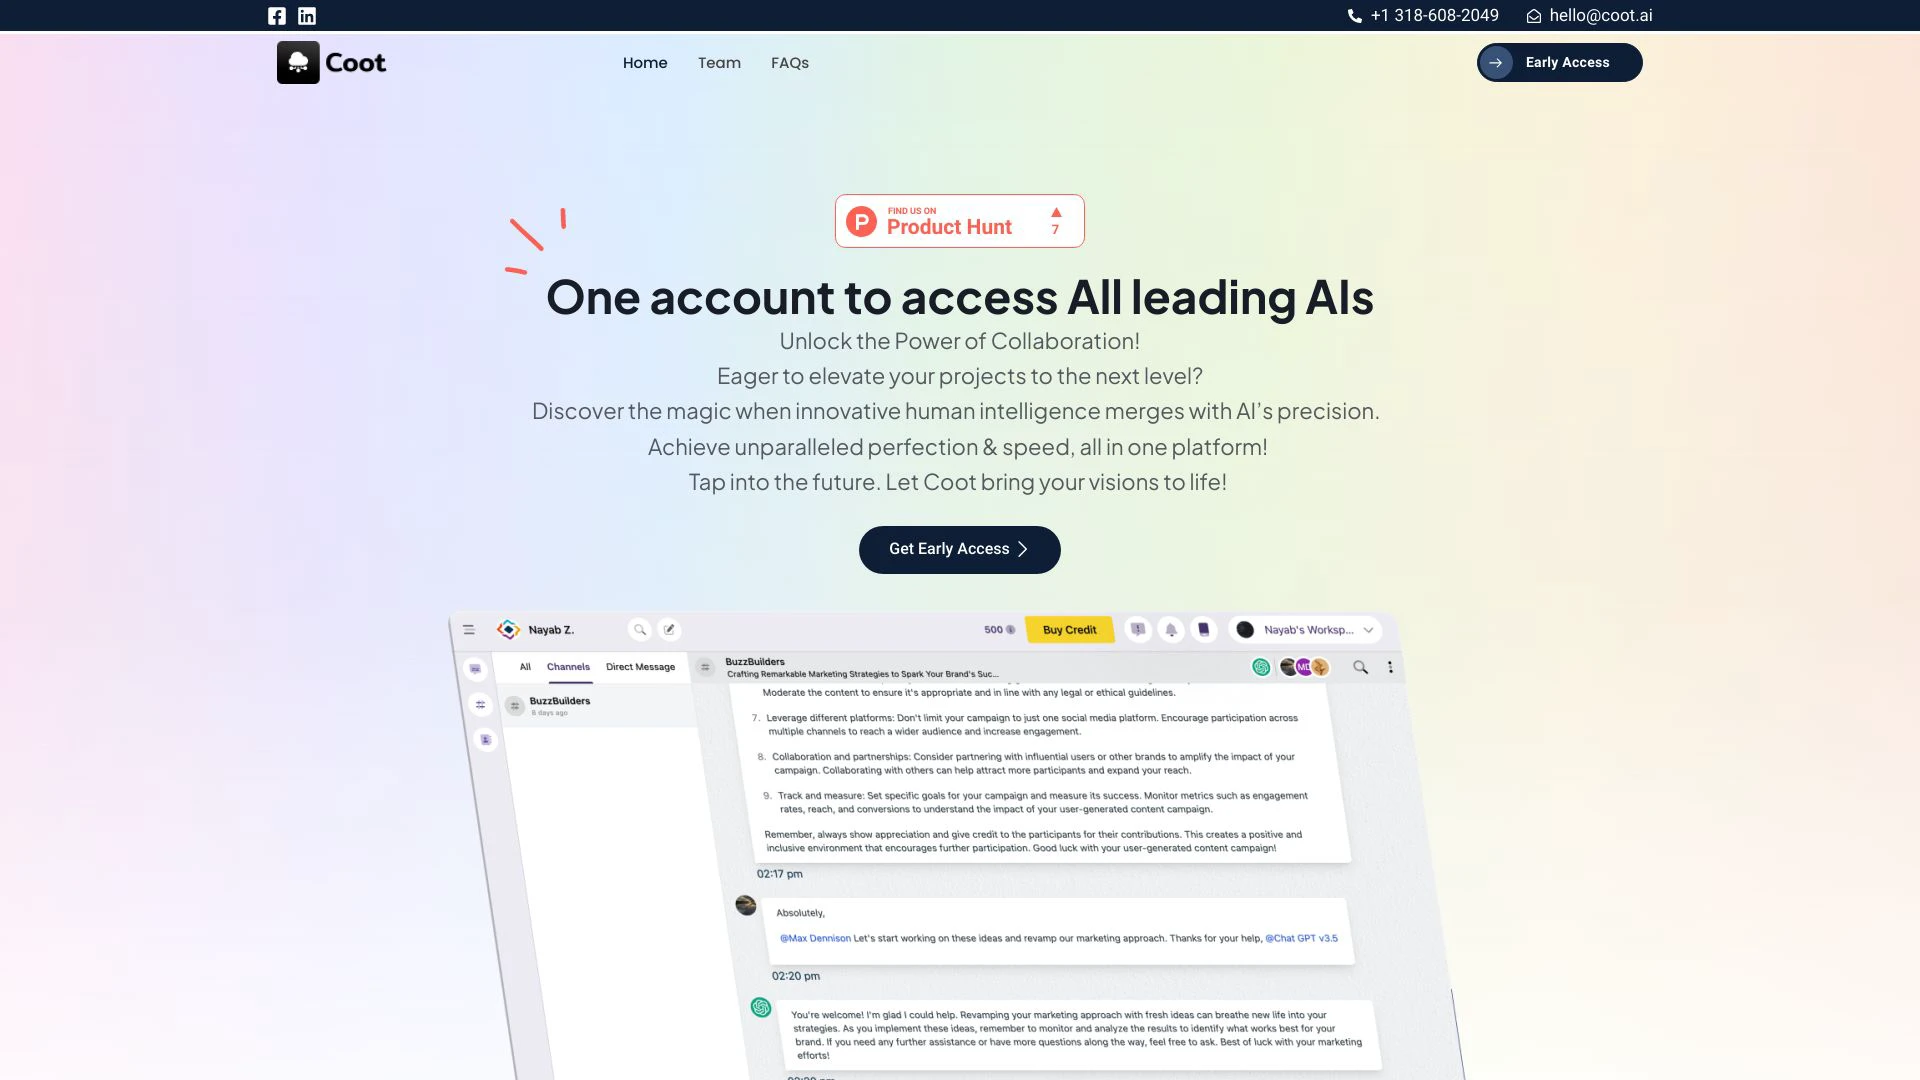 +1 318-608-2049
hello@coot.ai
Coot
Home
Team
FAQs
Early Access
FIND US ON
Product Hunt
7
One account to access All leading AIs
Unlock the Power of Collaboration!
Eager to elevate your projects to the next level?
Discover the magic when innovative human intelligence merges with AI’s precision.
Achieve unparalleled perfection & speed, all in one platform!
Tap into the future. Let Coot bring your visions to life!
Get Early Access
Nayab Z.
500
Buy Credit
Nayab's Worksp...
All
Channels
Direct Message
BuzzBuilders
Crafting Remarkable Marketing Strategies to Spark Your Brand's Suc...
MD
BuzzBuilders
8 days ago
Moderate the content to ensure it's appropriate and in line with any legal or ethical guidelines.
7. Leverage different platforms: Don't limit your campaign to just one social media platform. Encourage participation across
multiple channels to reach a wider audience and increase engagement.
8. Collaboration and partnerships: Consider partnering with influential users or other brands to amplify the impact of your
campaign. Collaborating with others can help attract more participants and expand your reach.
9. Track and measure: Set specific goals for your campaign and measure its success. Monitor metrics such as engagement
rates, reach, and conversions to understand the impact of your user-generated content campaign.
Remember, always show appreciation and give credit to the participants for their contributions. This creates a positive and
inclusive environment that encourages further participation. Good luck with your user-generated content campaign!
02:17 pm
Absolutely,
@Max Dennison Let's start working on these ideas and revamp our marketing approach. Thanks for your help, @Chat GPT v3.5
02:20 pm
You're welcome! I'm glad I could help. Revamping your marketing approach with fresh ideas can breathe new life into your
strategies. As you implement these ideas, remember to monitor and analyze the results to identify what works best for your
brand. If you need any further assistance or have more questions along the way, feel free to ask. Best of luck with your marketing
efforts!